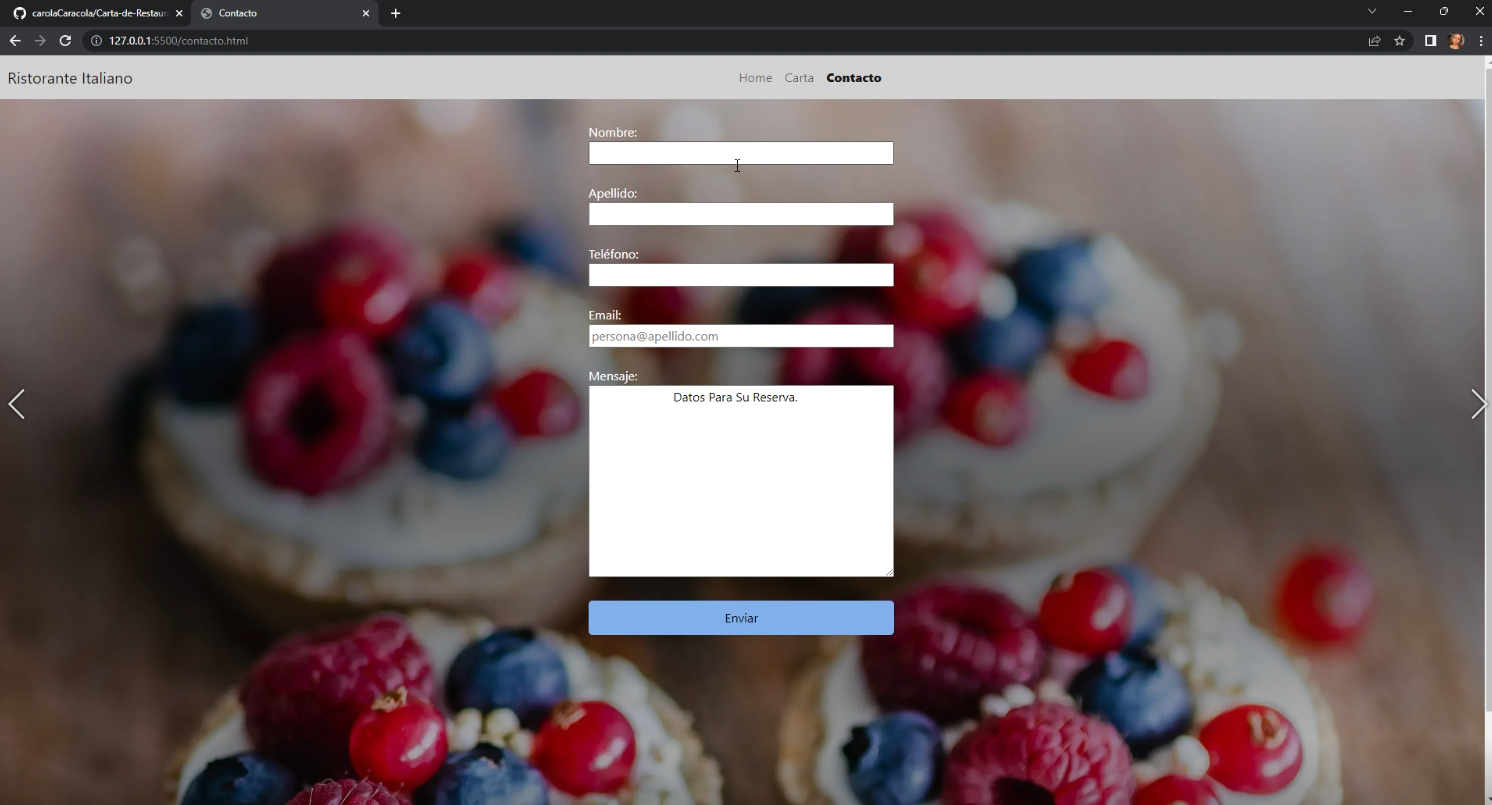 carolaCaracola/Carta-de-Restaur
Contacto
127.0.0.1:5500/contacto.html
Ristorante Italiano
Home Carta Contacto
Nombre:
Apellido:
Teléfono:
Email:
persona@apellido.com
Mensaje:
Datos Para Su Reserva.
Enviar